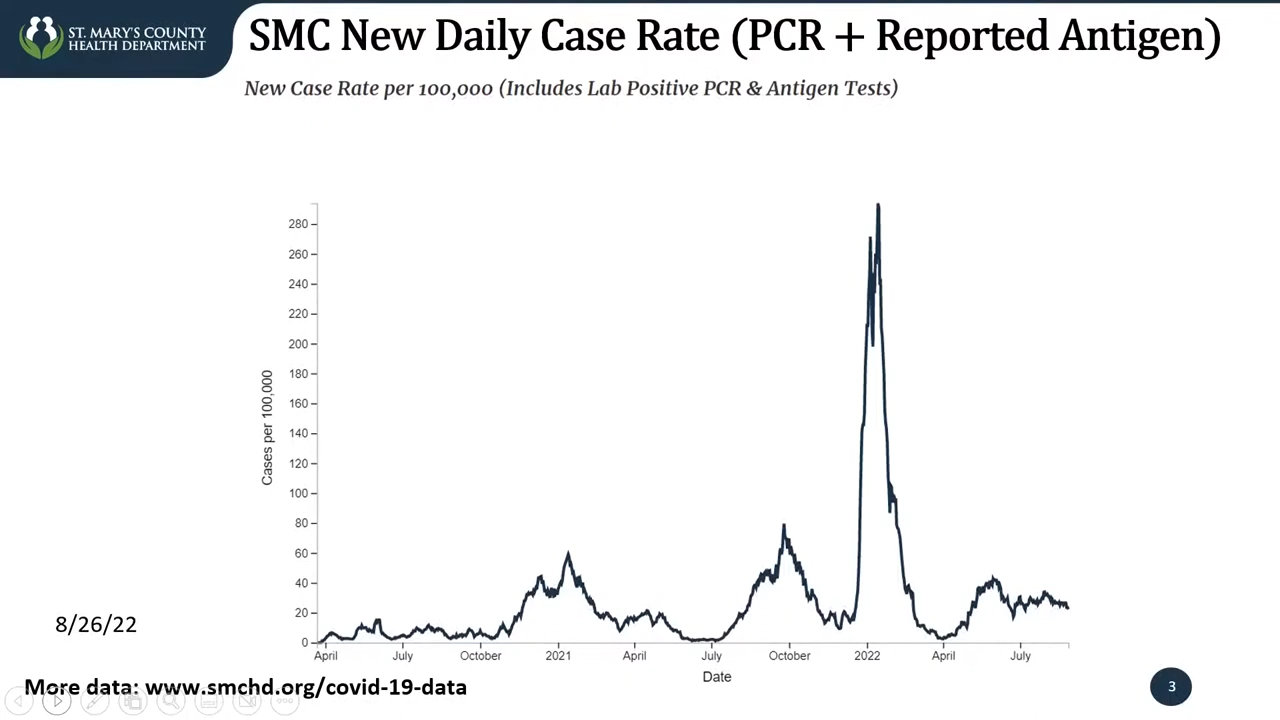 ST. MARY'S COUNTY
HEALTH DEPARTMENT
SMC New Daily Case Rate (PCR + Reported Antigen)
New Case Rate per 100,000 (Includes Lab Positive PCR & Antigen Tests)
Cases per 100,000
280
260
240
220
200
180
160
140
120
100
80
60
40
20
0
April July October 2021 April July October 2022 April July
Date
8/26/22
More data: www.smchd.org/covid-19-data
3